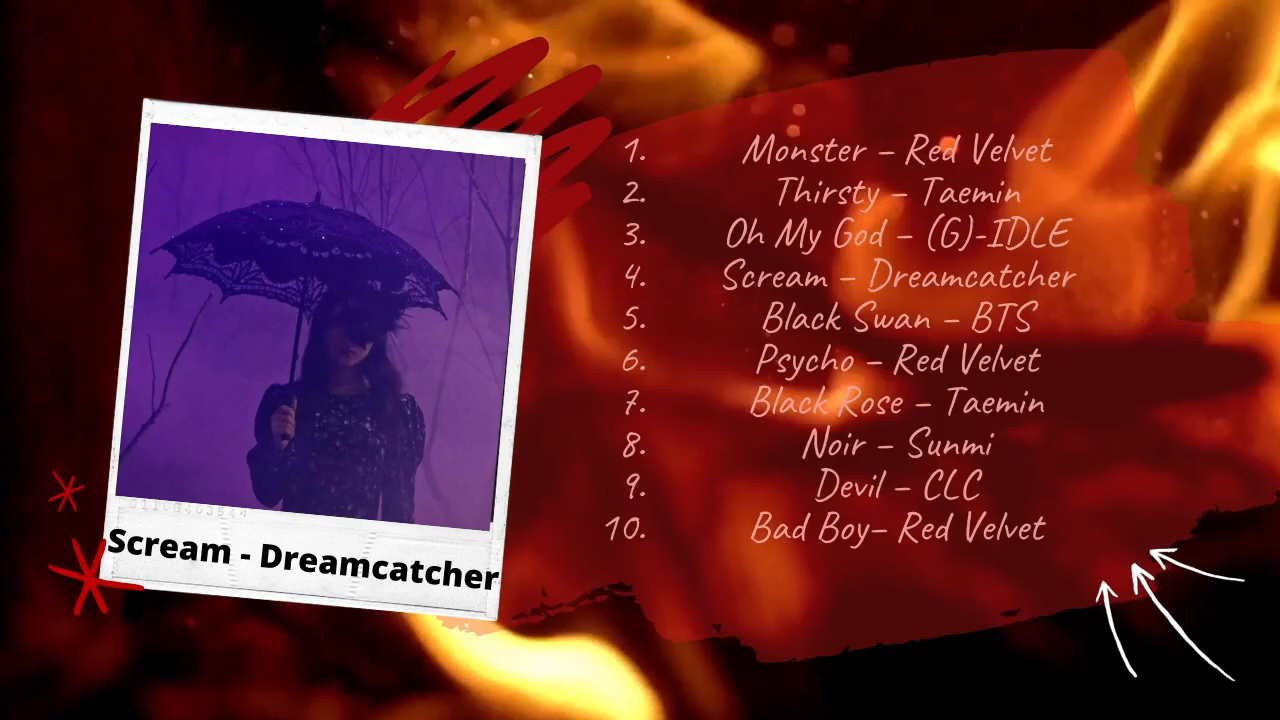 1. Monster – Red Velvet
2. Thirsty – Taemin
3. Oh My God – (G)-IDLE
4. Scream – Dreamcatcher
5. Black Swan – BTS
6. Psycho – Red Velvet
7. Black Rose – Taemin
8. Noir – Sunmi
9. Devil – CLC
10. Bad Boy– Red Velvet
Scream - Dreamcatcher